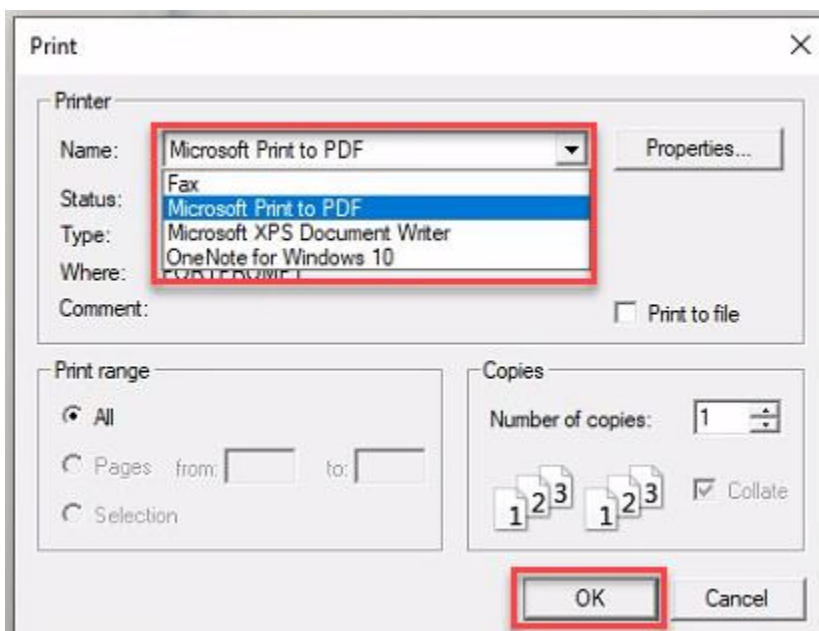 Print
Printer
Name: Microsoft Print to PDF Properties...
Fax
Status: Microsoft Print to PDF
Type: Microsoft XPS Document Writer
OneNote for Windows 10
Where:
Comment: Print to file
Print range
All
Pages from: to:
Selection
Copies
Number of copies: 1
1 2 3 1 2 3 Collate
OK Cancel